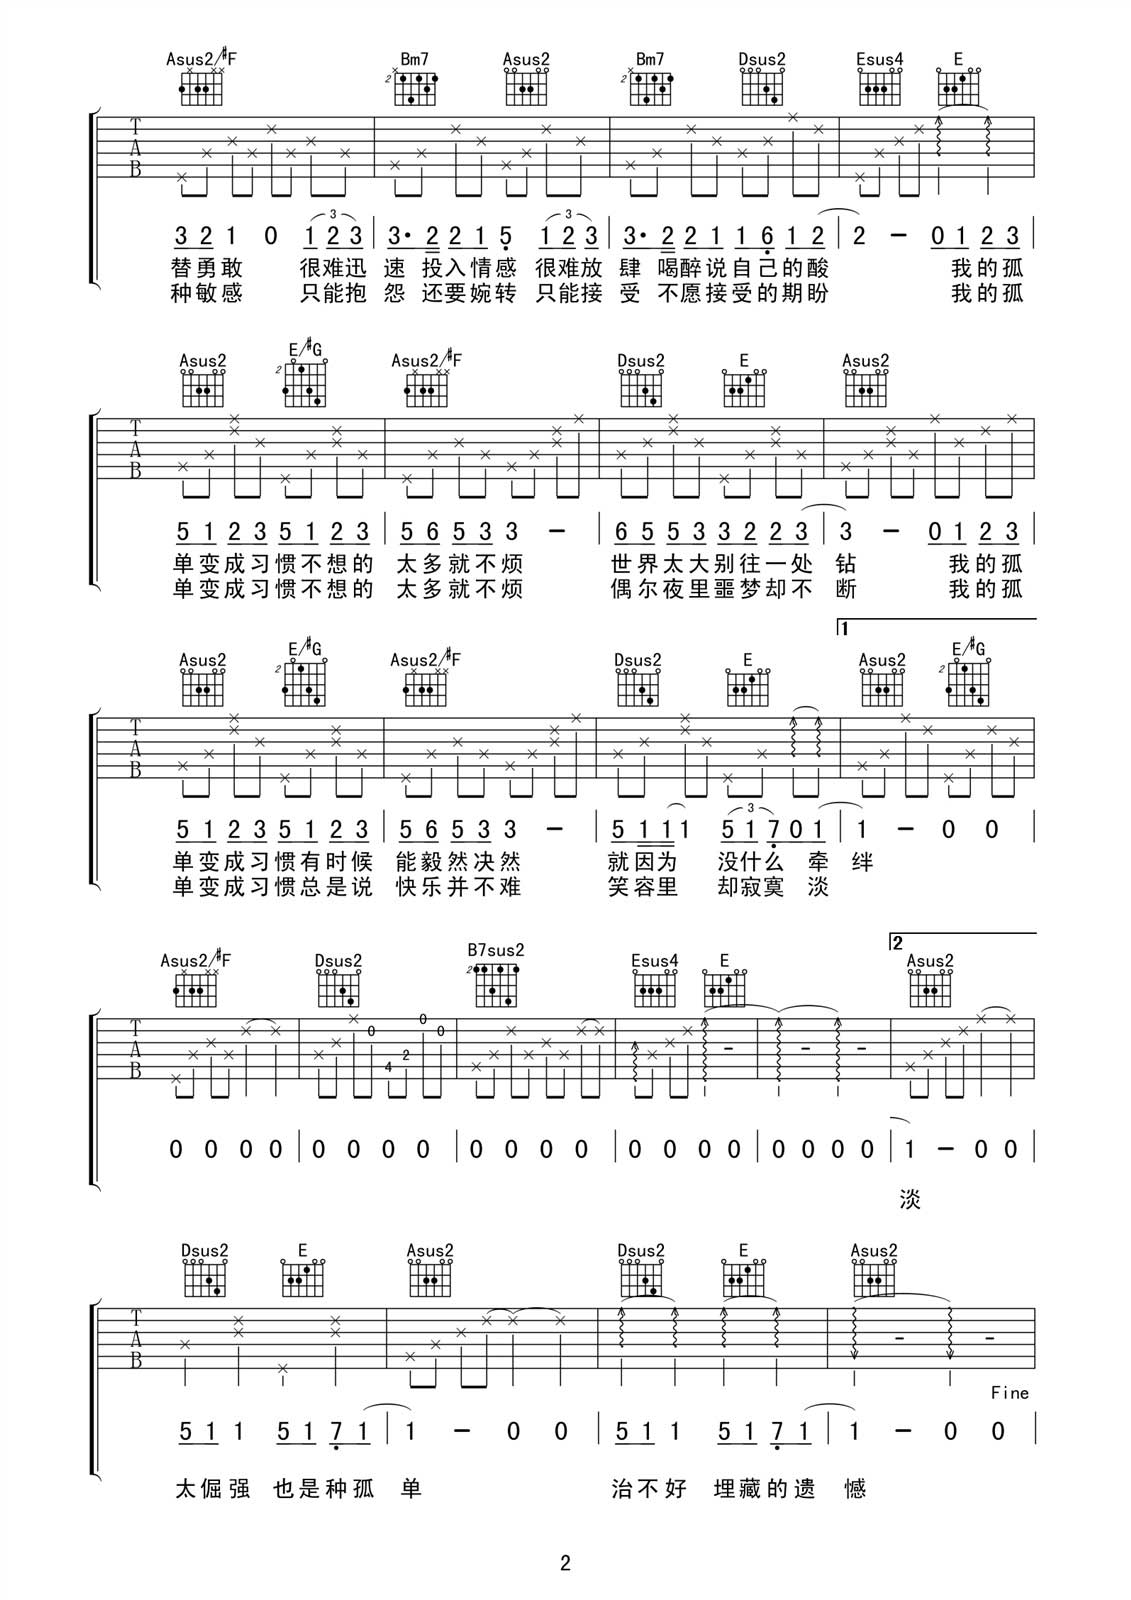 Asus2/#F Bm7 Asus2 Bm7 Dsus2 Esus4 E
2 2
T
A
B
3 2 1 0 1 2 3 | 3· 2 2 1 5 1 2 3 | 3· 2 2 1 1 6 1 2 | 2 - 0 1 2 3
替勇敢 很难迅 速 投入情感 很难放 肆 喝醉说自己的酸 我的孤
种敏感 只能抱 怨 还要婉转 只能接 受 不愿接受的期盼 我的孤
Asus2 E/#G Asus2/#F Dsus2 E Asus2
2
T
A
B
5 1 2 3 5 1 2 3 | 5 6 5 3 3 - | 6 5 5 3 3 2 2 3 | 3 - 0 1 2 3
单变成习惯不想的 太多就不烦 世界太大别往一处 钻 我的孤
单变成习惯不想的 太多就不烦 偶尔夜里噩梦却不 断 我的孤
1
Asus2 E/#G Asus2/#F Dsus2 E Asus2 E/#G
2 2
T
A
B
5 1 2 3 5 1 2 3 | 5 6 5 3 3 - | 5 1 1 1 5 1 7 0 1 | 1 - 0 0
3
单变成习惯有时候 能毅然决然 就因为 没什么 牵 绊
单变成习惯总是说 快乐并不难 笑容里 却寂寞 淡
2
Asus2/#F Dsus2 B7sus2 Esus4 E Asus2
2
T
A
B
0 4 2 0 0
0 0 0 0 | 0 0 0 0 | 0 0 0 0 | 0 0 0 0 | 0 0 0 0 | 1 - 0 0
淡
Dsus2 E Asus2 Dsus2 E Asus2
T
A
B
Fine
5 1 1 5 1 7 1 | 1 - 0 0 | 5 1 1 5 1 7 1 | 1 - 0 0
太倔强 也是种孤 单 治不好 埋藏的遗 憾
2